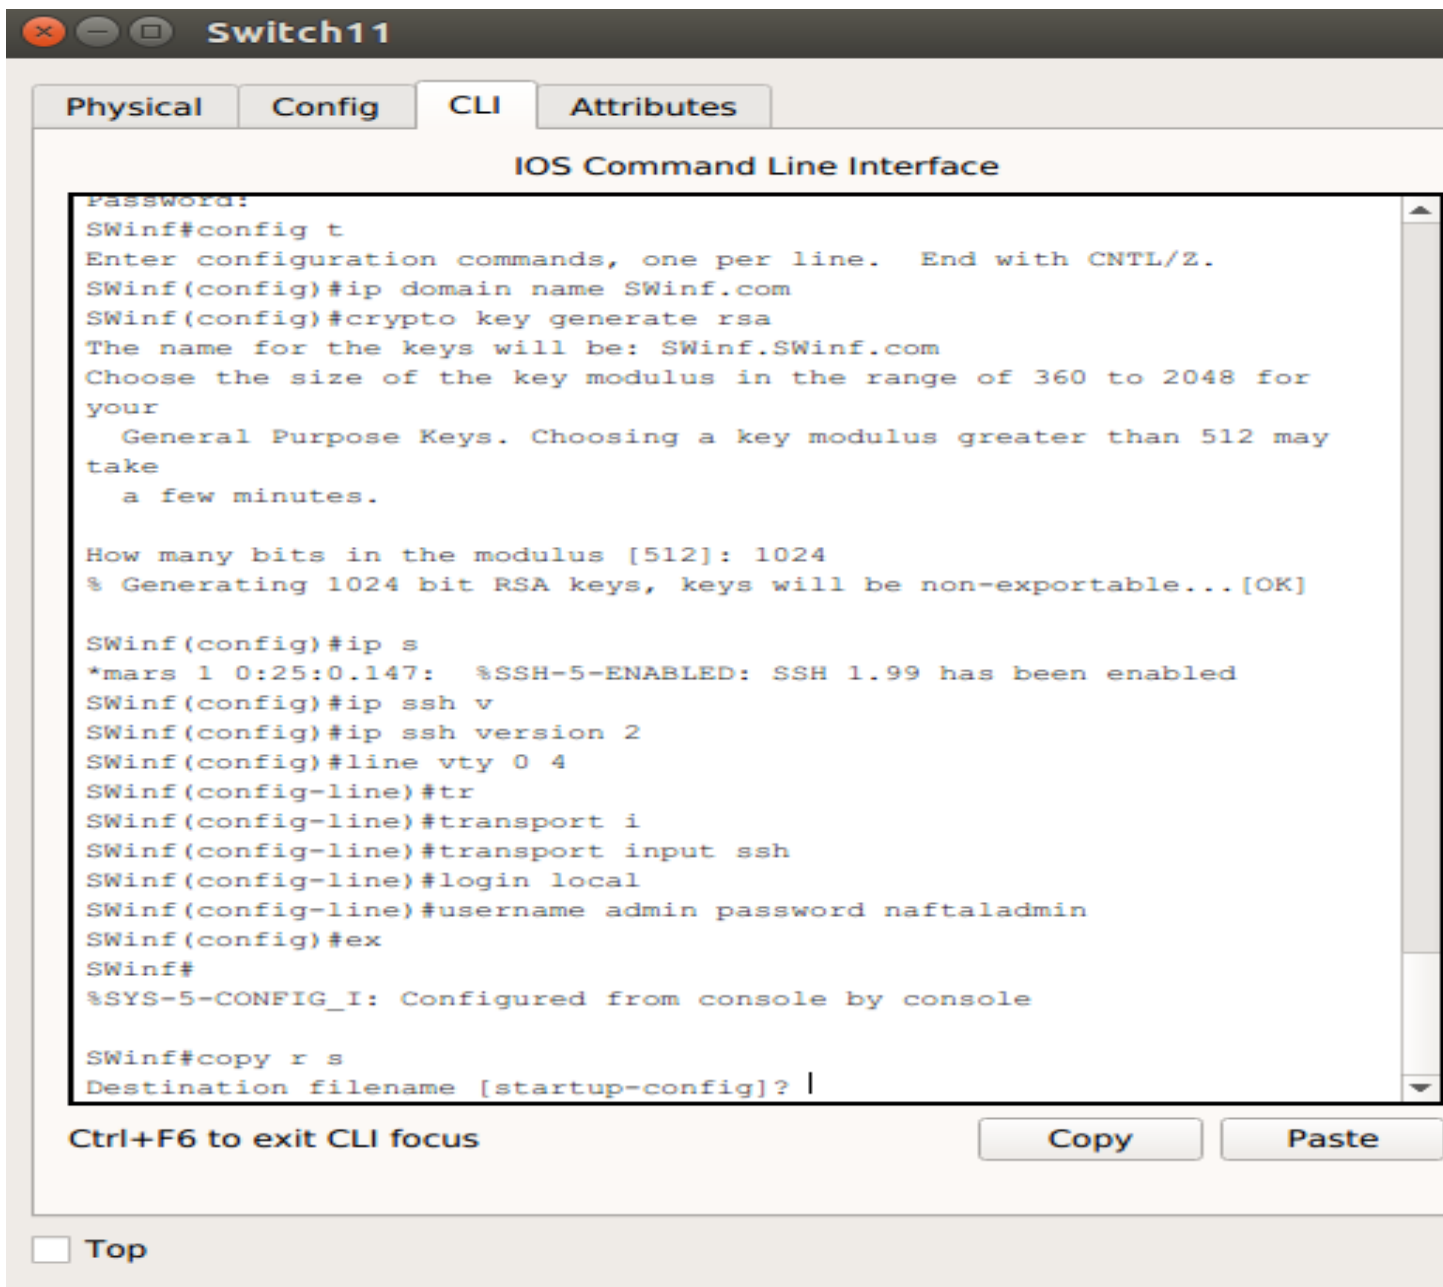 Switch11
Physical Config CLI Attributes
IOS Command Line Interface
Password:
SWinf#config t
Enter configuration commands, one per line.  End with CNTL/Z.
SWinf(config)#ip domain name SWinf.com
SWinf(config)#crypto key generate rsa
The name for the keys will be: SWinf.SWinf.com
Choose the size of the key modulus in the range of 360 to 2048 for
your
  General Purpose Keys. Choosing a key modulus greater than 512 may
take
  a few minutes.

How many bits in the modulus [512]: 1024
% Generating 1024 bit RSA keys, keys will be non-exportable...[OK]

SWinf(config)#ip s
*mars 1 0:25:0.147:  %SSH-5-ENABLED: SSH 1.99 has been enabled
SWinf(config)#ip ssh v
SWinf(config)#ip ssh version 2
SWinf(config)#line vty 0 4
SWinf(config-line)#tr
SWinf(config-line)#transport i
SWinf(config-line)#transport input ssh
SWinf(config-line)#login local
SWinf(config-line)#username admin password naftaladmin
SWinf(config)#ex
SWinf#
%SYS-5-CONFIG_I: Configured from console by console

SWinf#copy r s
Destination filename [startup-config]?
Ctrl+F6 to exit CLI focus
Copy Paste
Top